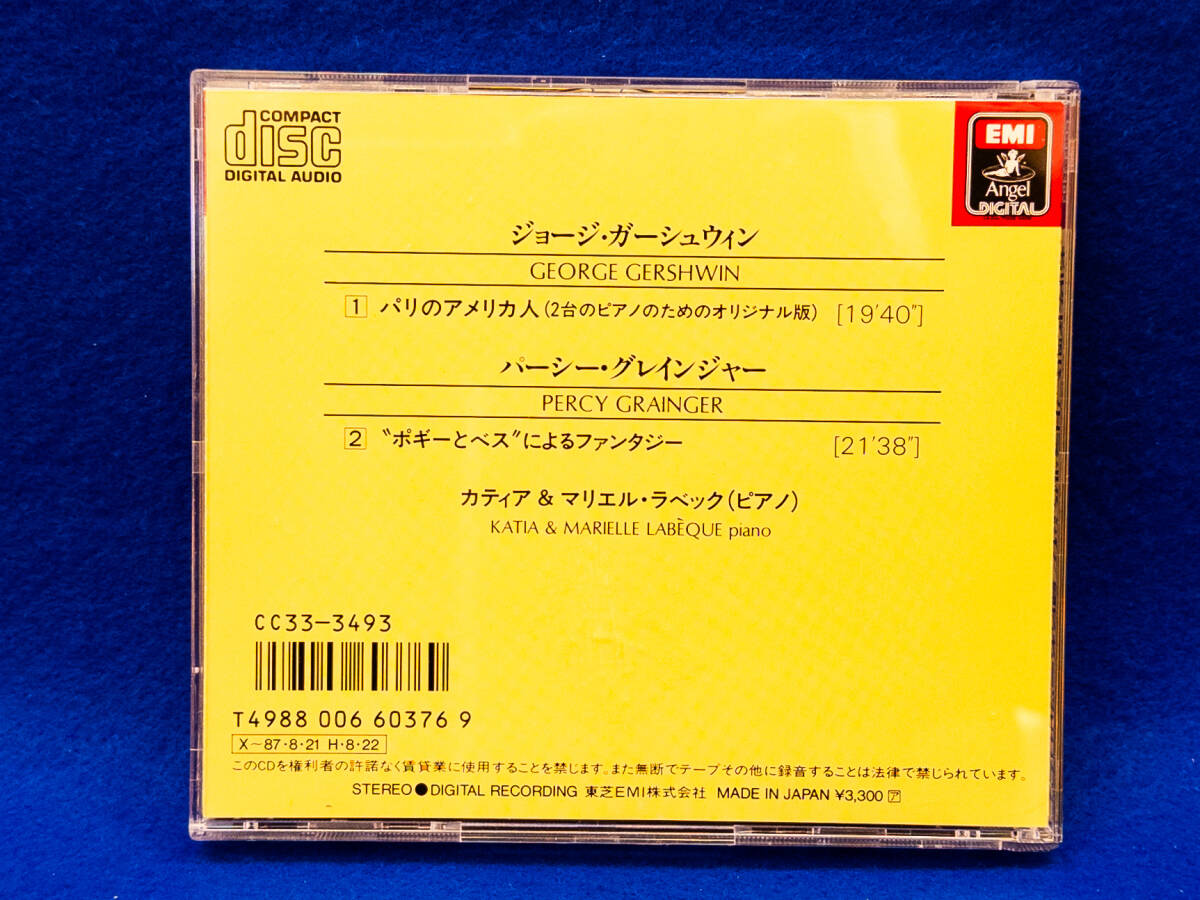 COMPACT
disc
DIGITAL AUDIO
EMI
Angel
DIGITAL
ジョージ・ガーシュウィン
GEORGE GERSHWIN
1 パリのアメリカ人(2台のピアノのためのオリジナル版) [19'40"]
パーシー・グレインジャー
PERCY GRAINGER
2 〝ポギーとベス〟によるファンタジー [21'38"]
カティア & マリエル・ラベック(ピアノ)
KATIA & MARIELLE LABÈQUE piano
CC33-3493
T4988 006 60376 9
X~87・8・21 H・8・22
このCDを権利者の許諾なく賃貸業に使用することを禁じます。また無断でテープその他に録音することは法律で禁じられています。
STEREO●DIGITAL RECORDING 東芝EMI株式会社 MADE IN JAPAN ¥3,300 ア